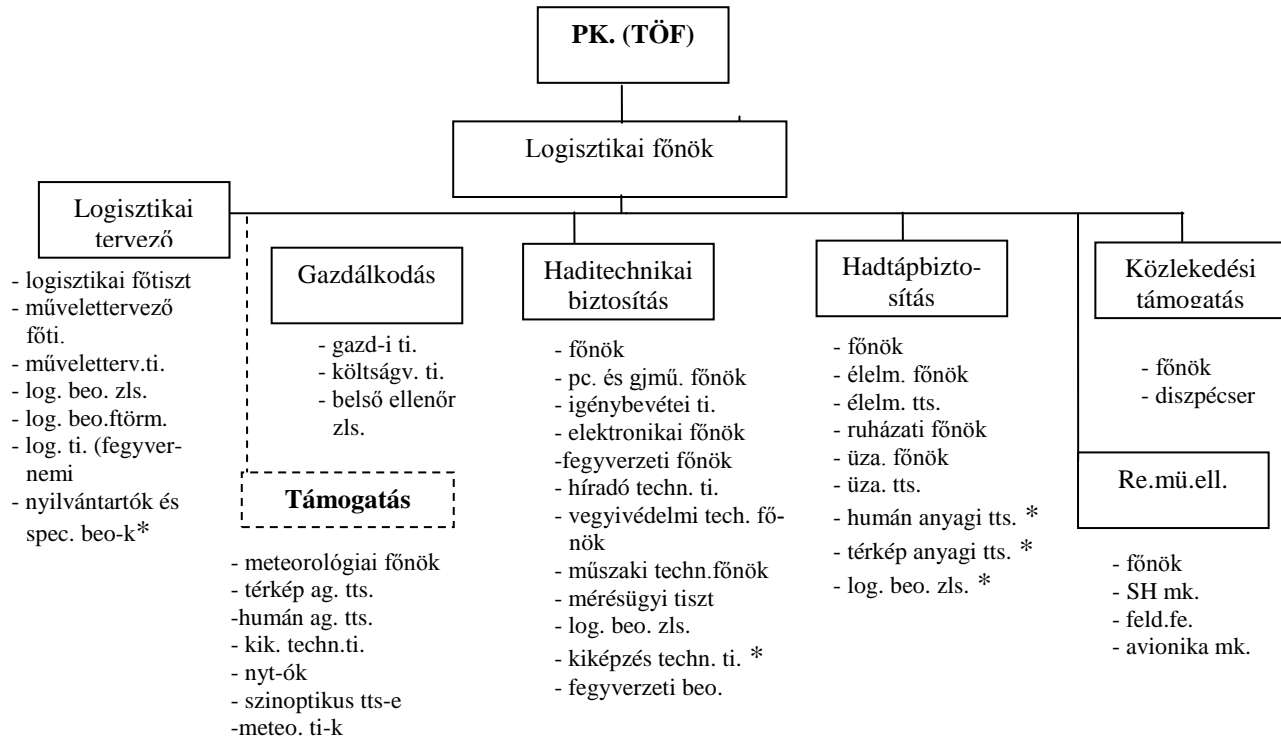 PK. (TÖF)
Logisztikai főnök
Logisztikai
tervező
- logisztikai főtiszt
- művelettervező
főti.
- műveletterv.ti.
- log. beo. zls.
- log. beo.ftörm.
- log. ti. (fegyver-
nemi
- nyilvántartók és
spec. beo-k*
Gazdálkodás
- gazd-i ti.
- költségv. ti.
- belső ellenőr
zls.
Támogatás
- meteorológiai főnök
- térkép ag. tts.
-humán ag. tts.
- kik. techn.ti.
- nyt-ók
- szinoptikus tts-e
-meteo. ti-k
Haditechnikai
biztosítás
- főnök
- pc. és gjmű. főnök
- igénybevétei ti.
- elektronikai főnök
-fegyverzeti főnök
- híradó techn. ti.
- vegyivédelmi tech. fő-
nök
- műszaki techn.főnök
- mérésügyi tiszt
- log. beo. zls.
- kiképzés techn. ti. *
- fegyverzeti beo.
Hadtápbizto-
sítás
- főnök
- élelm. főnök
- élelm. tts.
- ruházati főnök
- üza. főnök
- üza. tts.
- humán anyagi tts. *
- térkép anyagi tts. *
- log. beo. zls. *
Közlekedési
támogatás
- főnök
- diszpécser
Re.mü.ell.
- főnök
- SH mk.
- feld.fe.
- avionika mk.